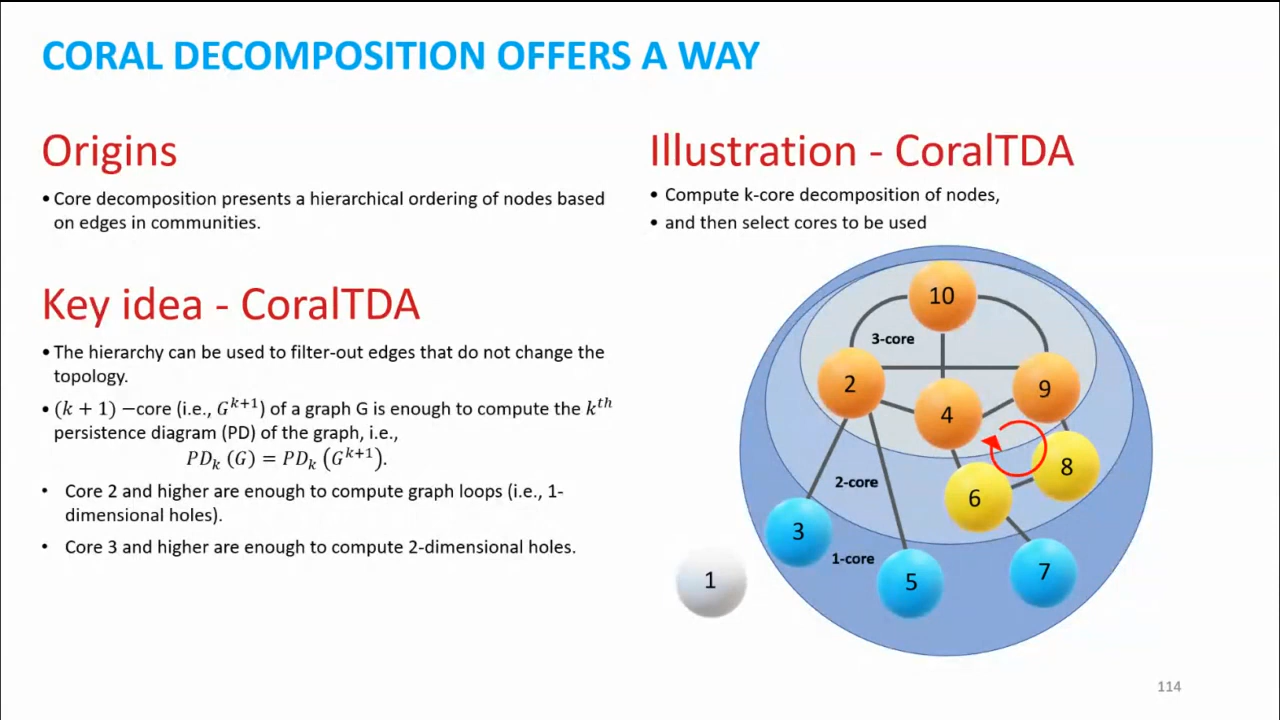 CORAL DECOMPOSITION OFFERS A WAY
Origins
• Core decomposition presents a hierarchical ordering of nodes based
on edges in communities.
Key idea - CoralTDA
• The hierarchy can be used to filter-out edges that do not change the
topology.
• (𝑘 + 1) −core (i.e., 𝐺ᵏ⁺¹) of a graph G is enough to compute the 𝑘ᵗʰ
persistence diagram (PD) of the graph, i.e.,
𝑃𝐷ₖ (𝐺) = 𝑃𝐷ₖ (𝐺ᵏ⁺¹).
• Core 2 and higher are enough to compute graph loops (i.e., 1-
dimensional holes).
• Core 3 and higher are enough to compute 2-dimensional holes.
Illustration - CoralTDA
• Compute k-core decomposition of nodes,
• and then select cores to be used
10
3-core
2
4
9
8
6
2-core
3
1-core
5
7
1
114